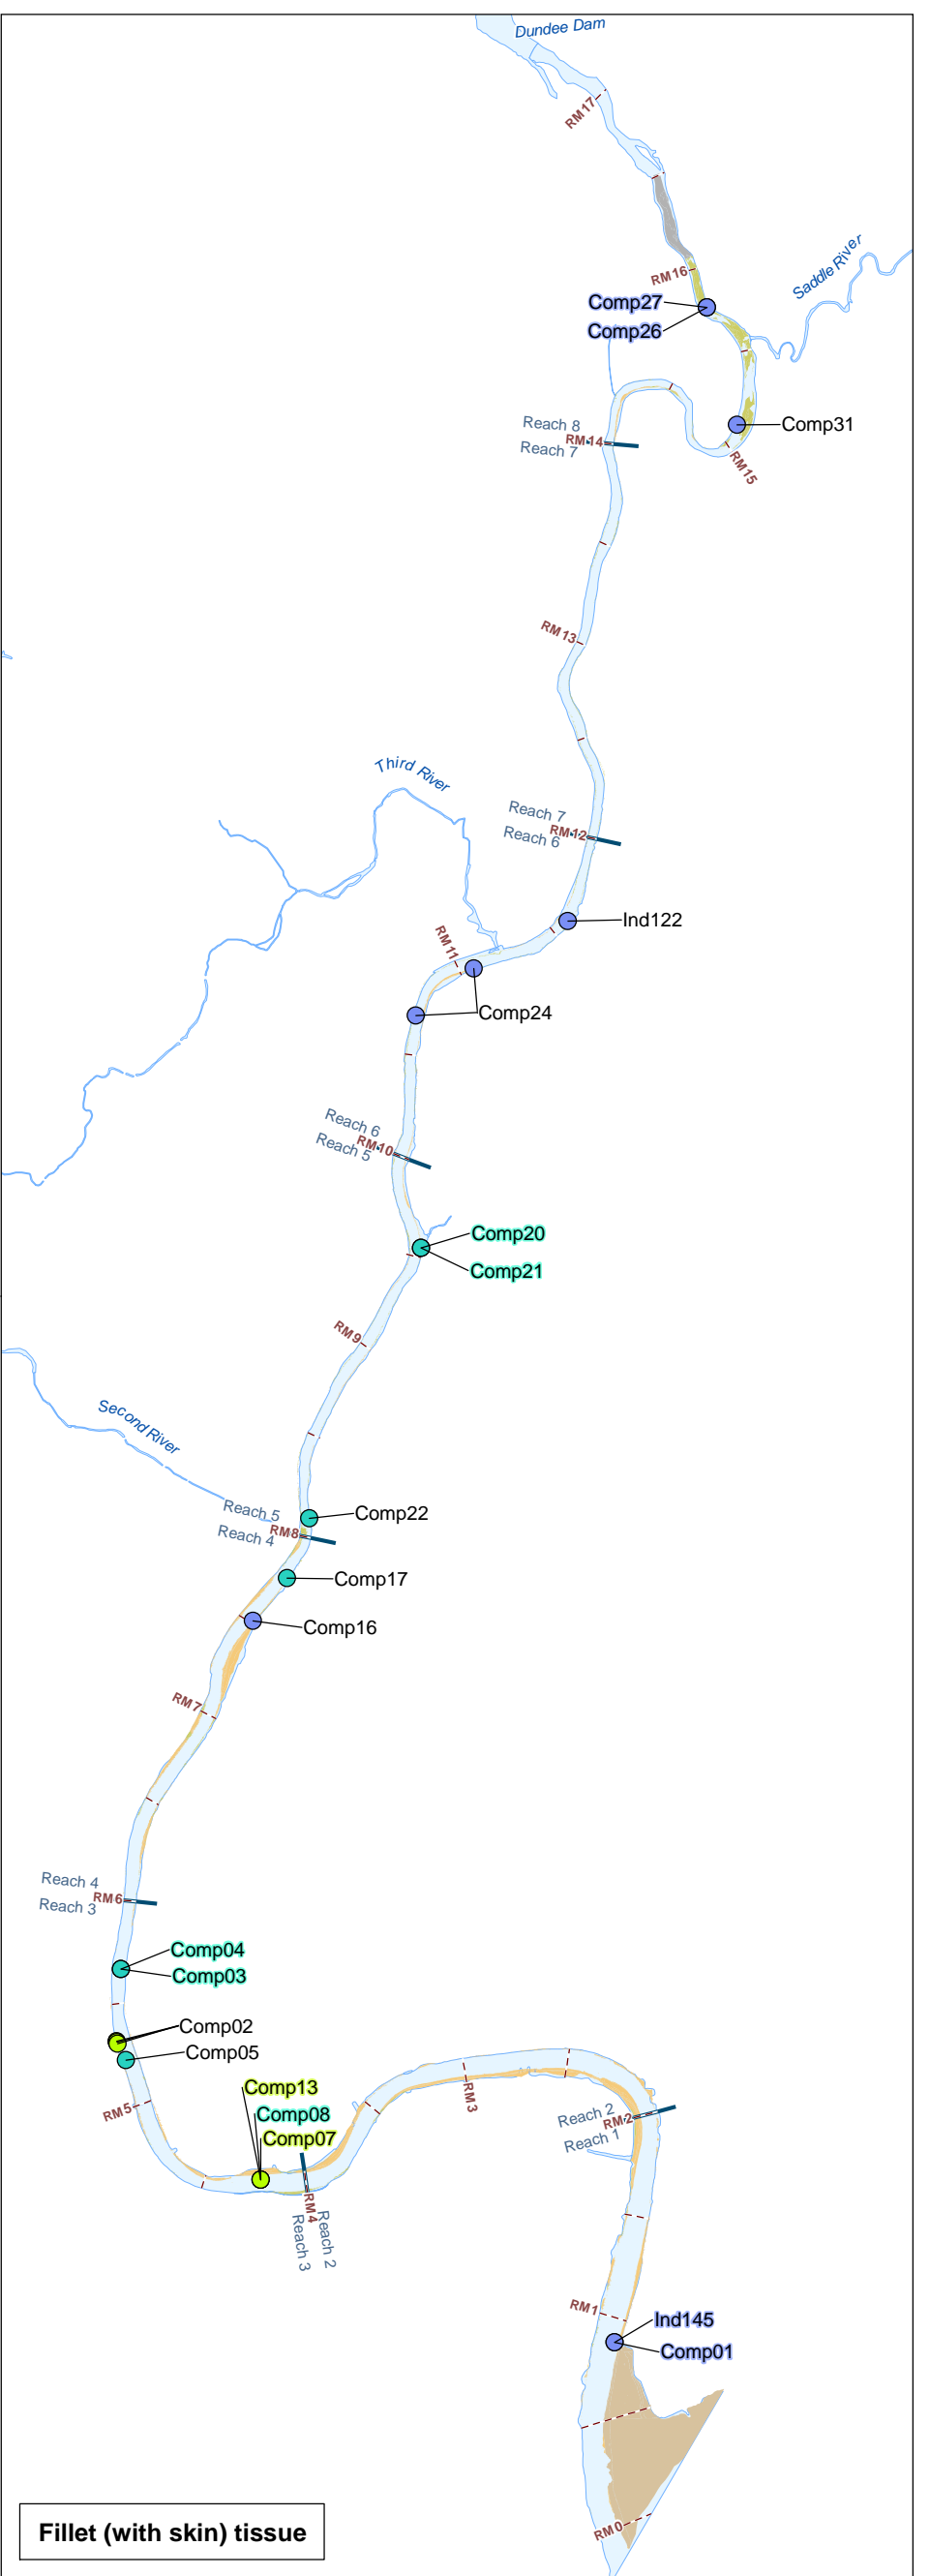 Dundee Dam
RM17
Saddle River
RM16
Comp27
Comp26
Reach 8
RM14
Reach 7
Comp31
RM15
RM13
Third River
Reach 7
RM12
Reach 6
Ind122
RM11
Comp24
Reach 6
RM10
Reach 5
Comp20
Comp21
RM9
Second River
Reach 5
RM8
Reach 4
Comp22
Comp17
Comp16
RM7
Reach 4
RM6
Reach 3
Comp04
Comp03
Comp02
Comp05
RM5
Comp13
Comp08
Comp07
RM3
Reach 2
RM2
Reach 1
RM4
Reach 2
Reach 3
RM1
Ind145
Comp01
RM0
Fillet (with skin) tissue